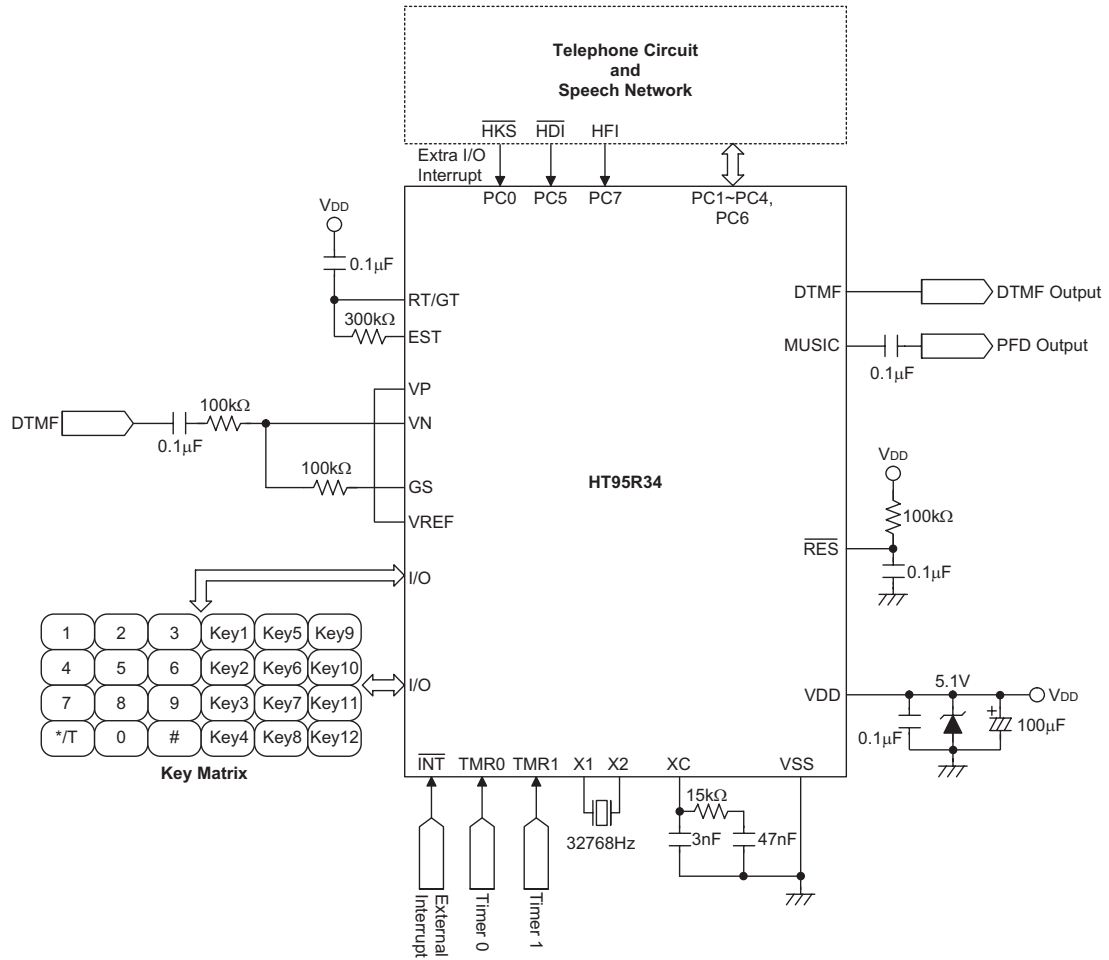 Telephone Circuit
and
Speech Network
HKS HDI HFI
Extra I/O
Interrupt
PC0 PC5 PC7 PC1~PC4,
PC6
VDD
0.1µF
RT/GT
300kΩ
EST
DTMF
DTMF Output
MUSIC
0.1µF
PFD Output
VP
DTMF
0.1µF
100kΩ
VN
100kΩ
GS
VREF
HT95R34
VDD
100kΩ
RES
0.1µF
I/O
1 2 3 Key1 Key5 Key9
4 5 6 Key2 Key6 Key10
7 8 9 Key3 Key7 Key11
*/T 0 # Key4 Key8 Key12
Key Matrix
I/O
VDD
5.1V
VDD
0.1µF
+
100µF
INT TMR0 TMR1 X1 X2 XC VSS
32768Hz
15kΩ
3nF
47nF
External
Interrupt
Timer 0
Timer 1